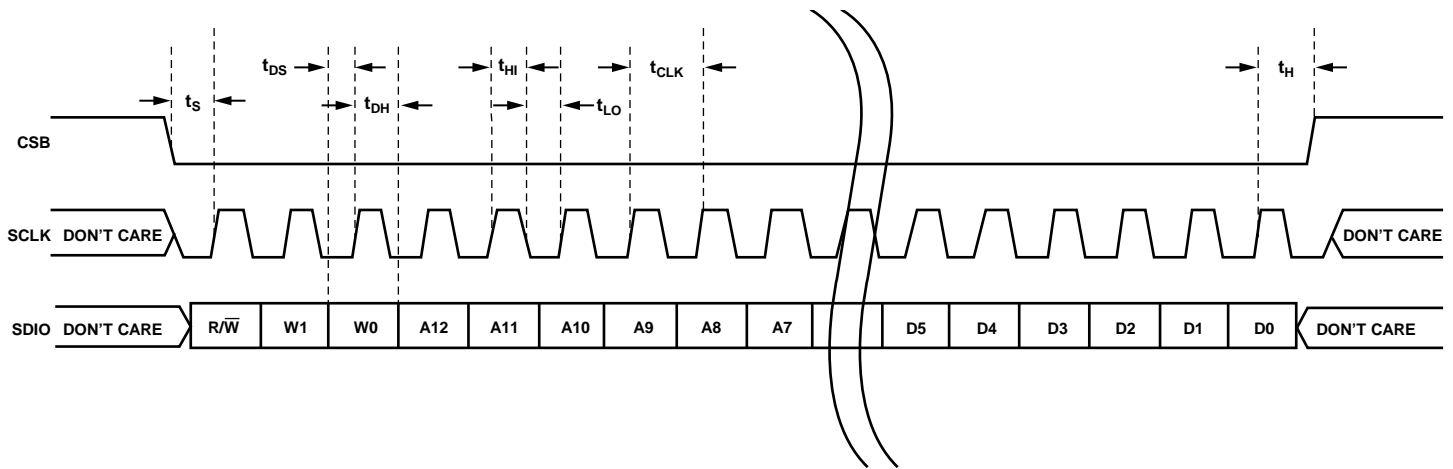 tDS tHI tCLK tH
tS tDH tLO
CSB
SCLK DON'T CARE DON'T CARE
SDIO DON'T CARE R/W̅ W1 W0 A12 A11 A10 A9 A8 A7 D5 D4 D3 D2 D1 D0 DON'T CARE